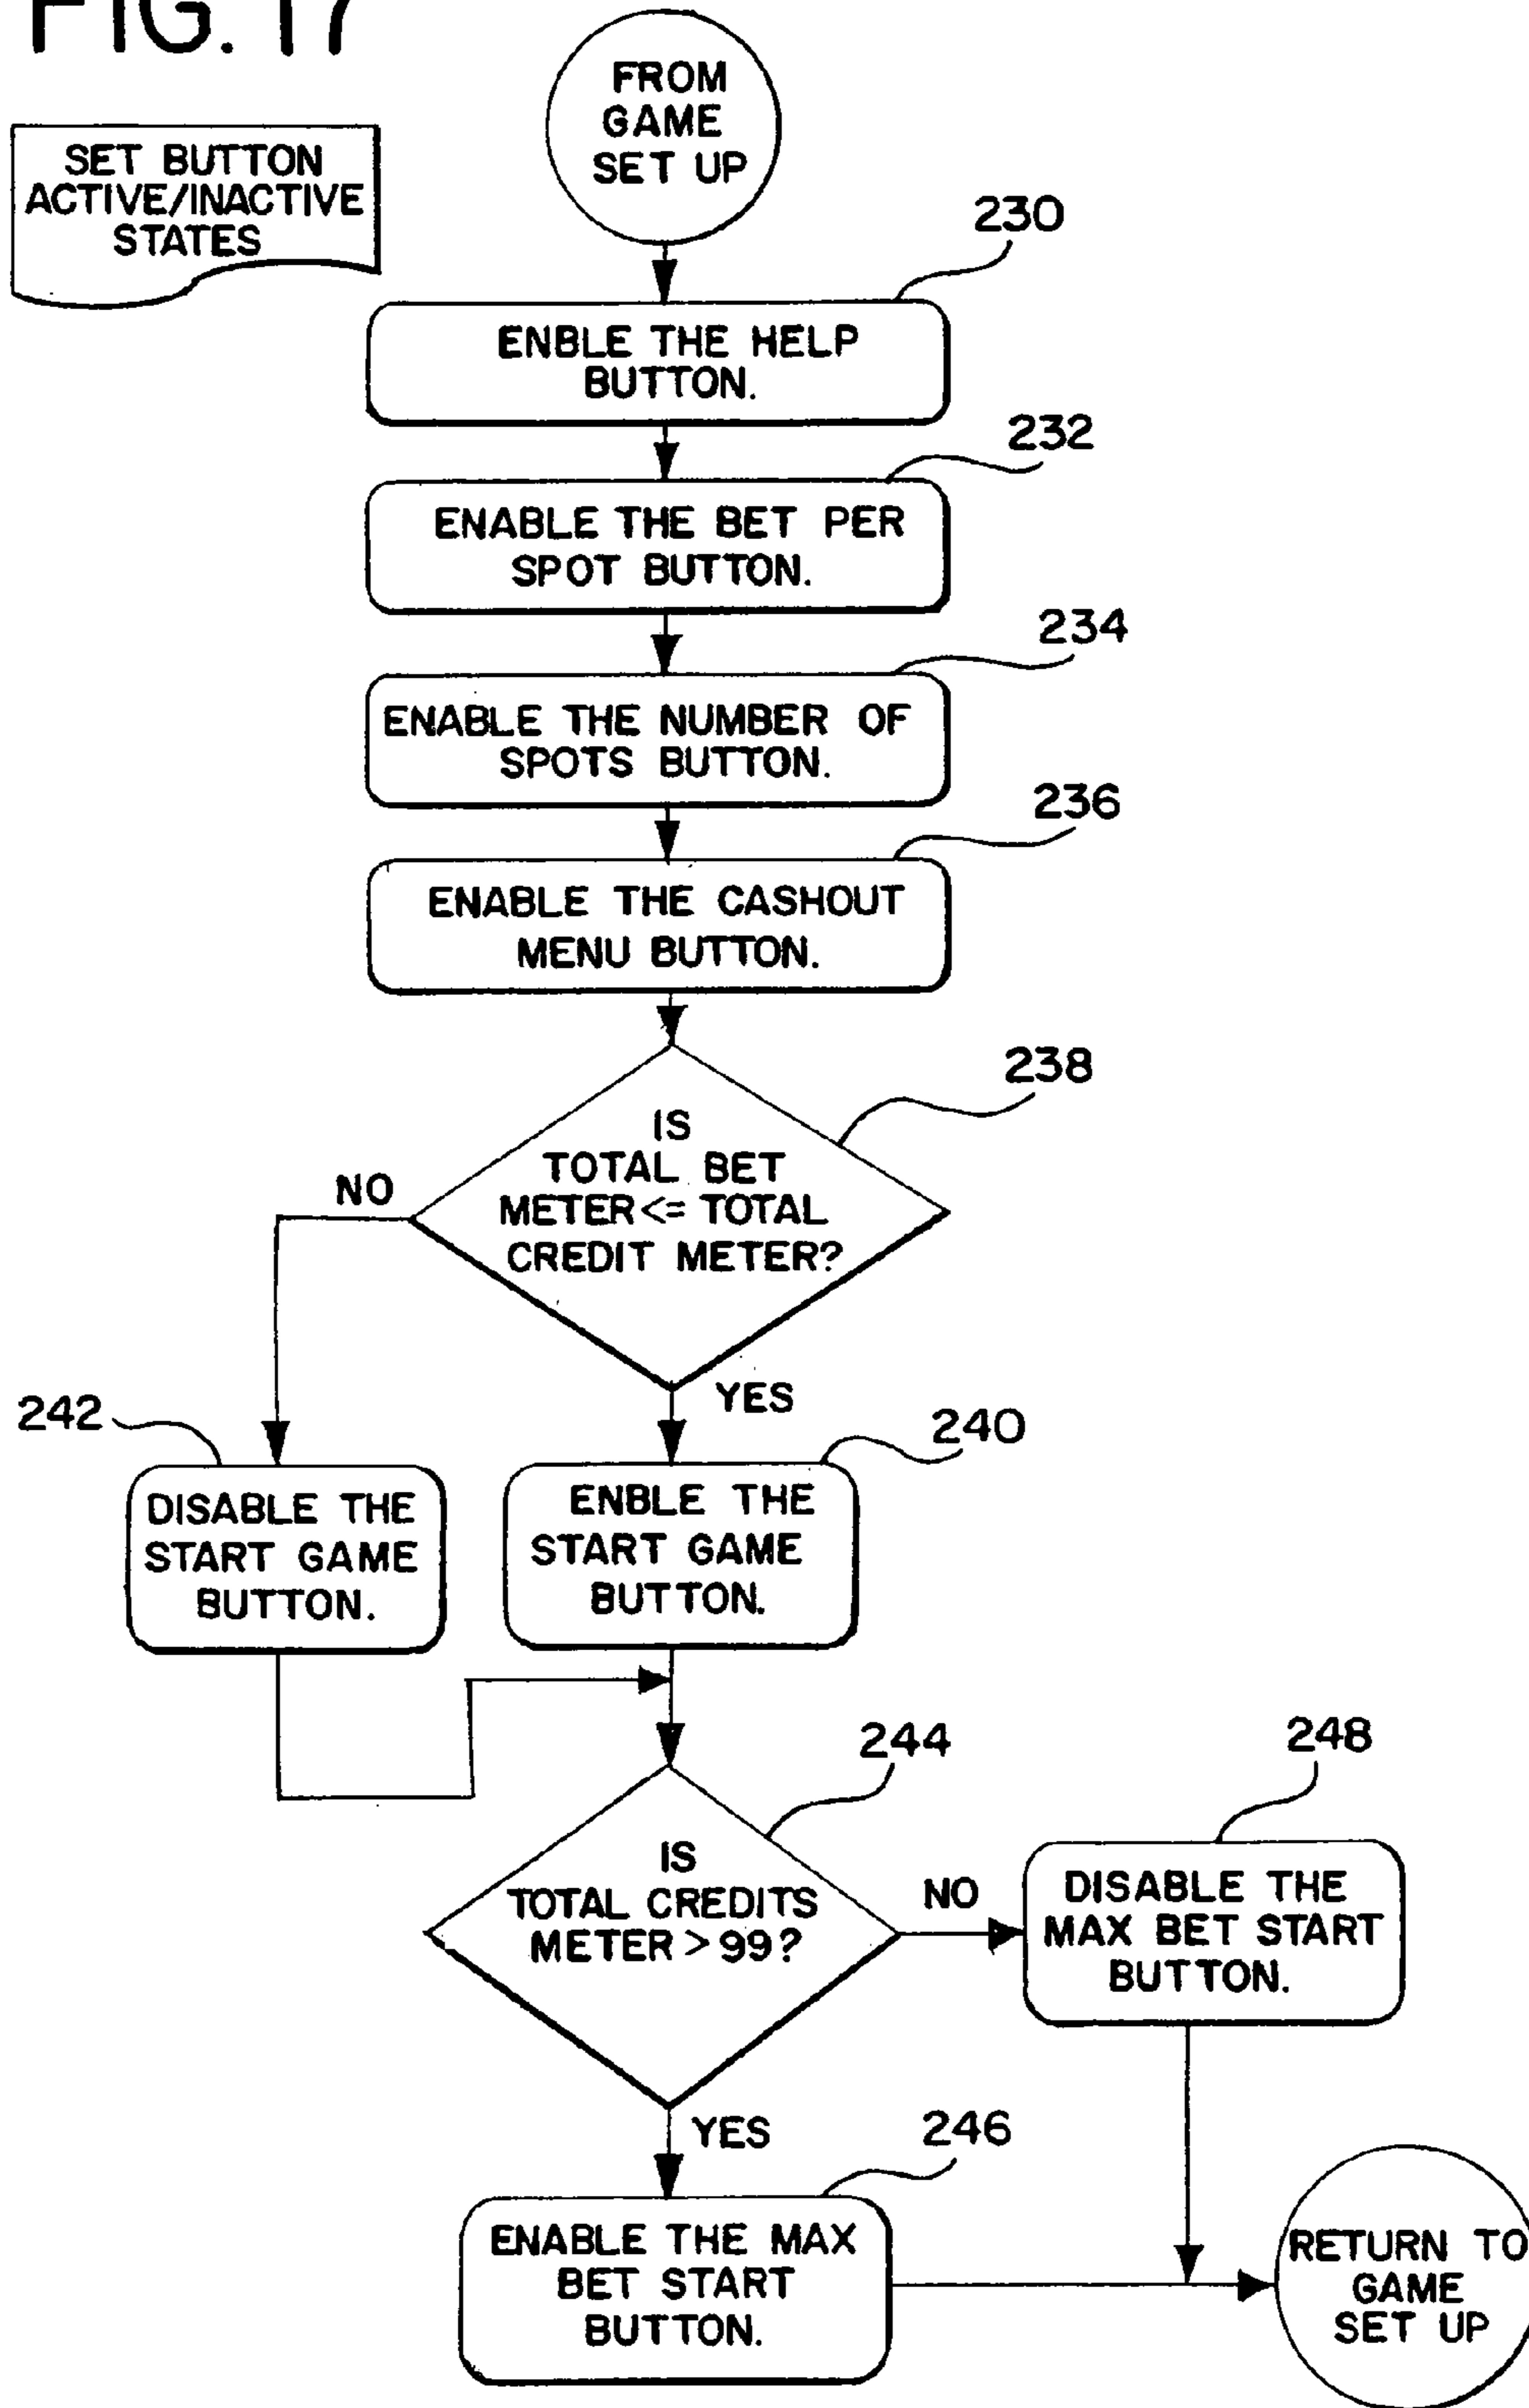 FIG. 17
FROM
GAME
SET UP
SET BUTTON
ACTIVE/INACTIVE
STATES
230
ENBLE THE HELP
BUTTON.
232
ENABLE THE BET PER
SPOT BUTTON.
234
ENABLE THE NUMBER OF
SPOTS BUTTON.
236
ENABLE THE CASHOUT
MENU BUTTON.
238
IS
TOTAL BET
METER <= TOTAL
CREDIT METER?
NO
YES
242
DISABLE THE
START GAME
BUTTON.
240
ENBLE THE
START GAME
BUTTON.
244
IS
TOTAL CREDITS
METER > 99?
NO
248
DISABLE THE
MAX BET START
BUTTON.
YES
246
ENABLE THE MAX
BET START
BUTTON.
RETURN TO
GAME
SET UP